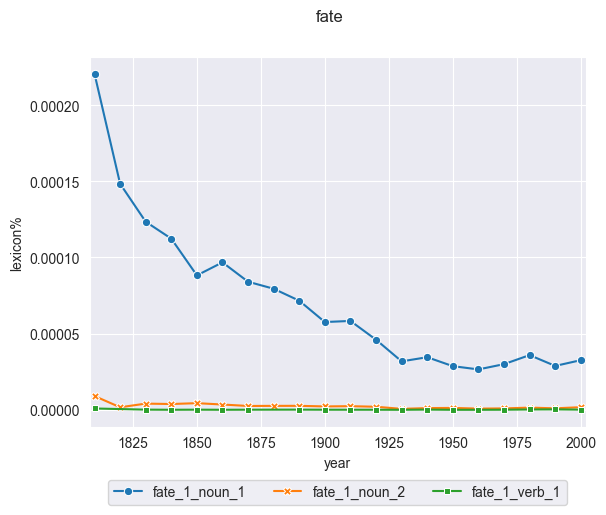 fate
0.00020
0.00015
0.00010
0.00005
0.00000
lexicon%
1825 1850 1875 1900 1925 1950 1975 2000
year
fate_1_noun_1 fate_1_noun_2 fate_1_verb_1